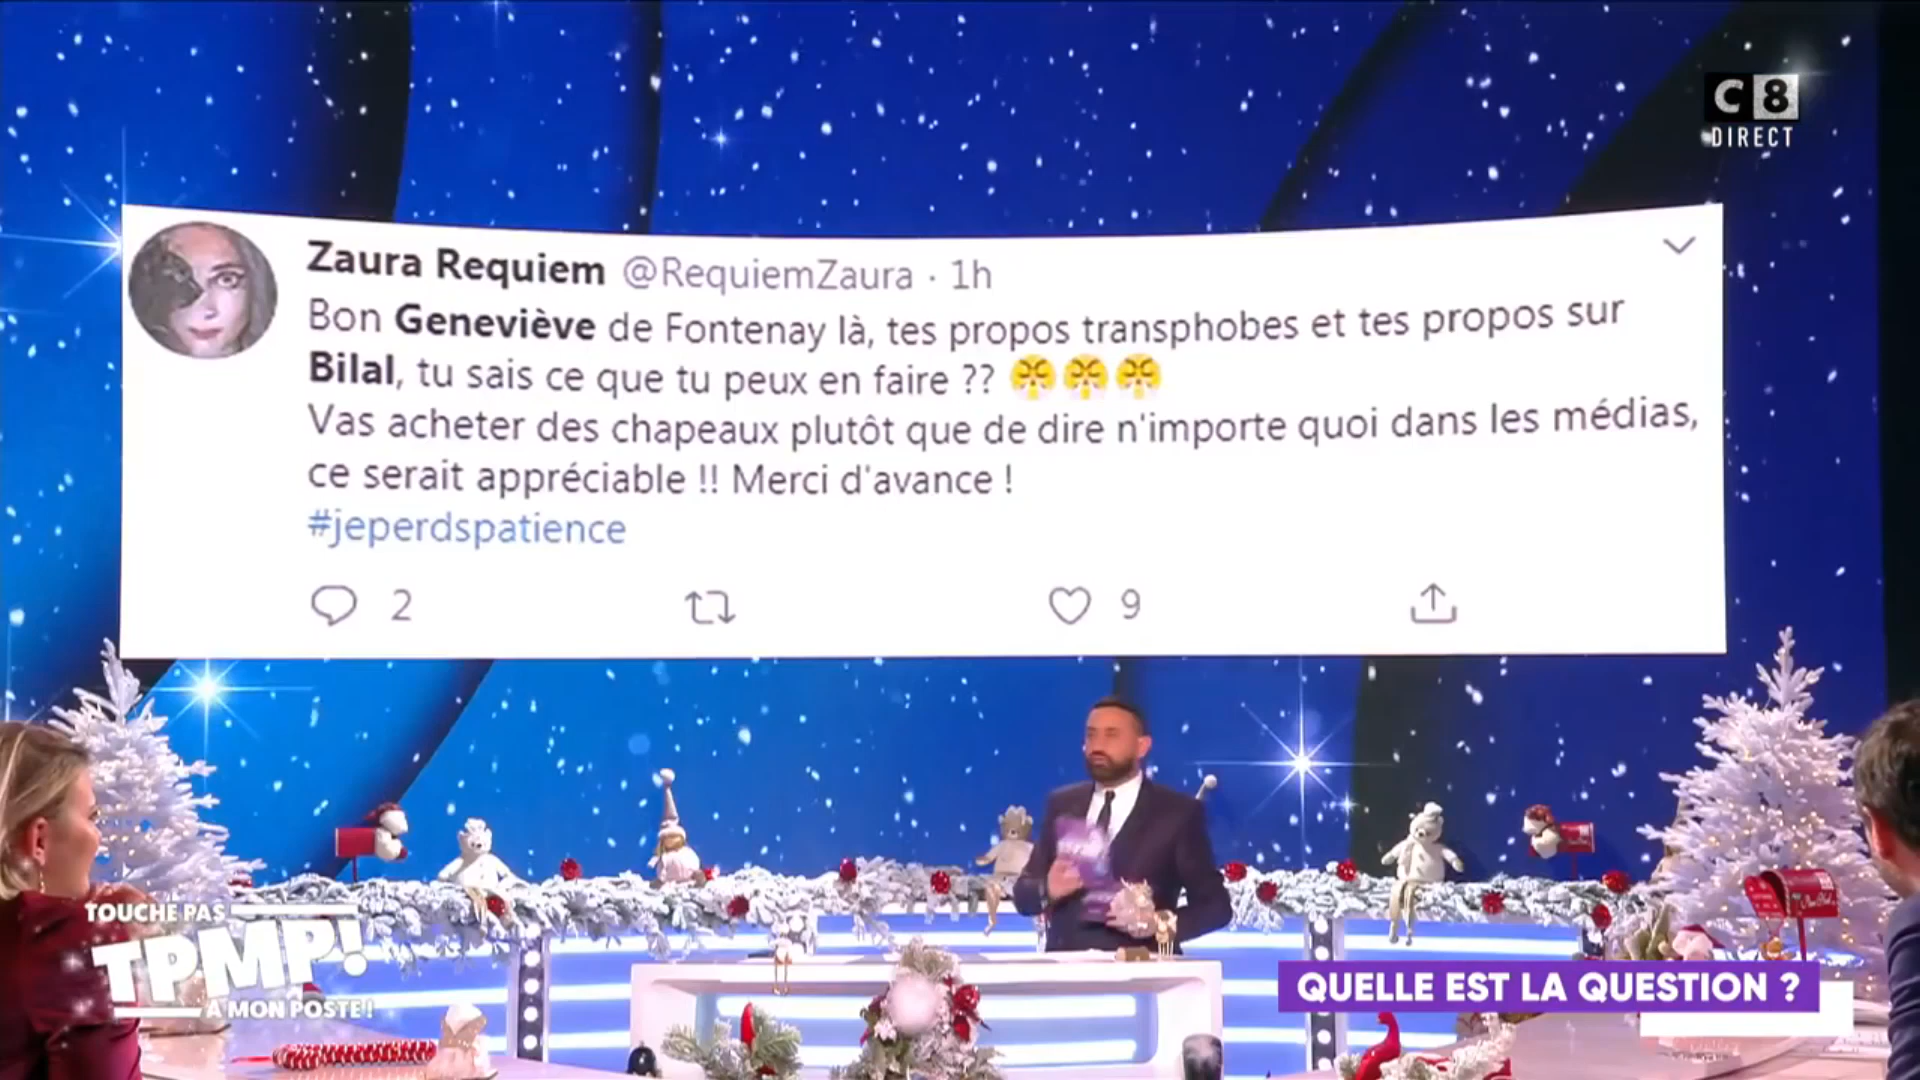 C8
DIRECT
Zaura Requiem @RequiemZaura · 1h
Bon Geneviève de Fontenay là, tes propos transphobes et tes propos sur
Bilal, tu sais ce que tu peux en faire ?? 😤😤😤
Vas acheter des chapeaux plutôt que de dire n'importe quoi dans les médias,
ce serait appréciable !! Merci d'avance !
#jeperdspatience
2
9
TOUCHE PAS
TPMP!
A MON POSTE!
QUELLE EST LA QUESTION ?